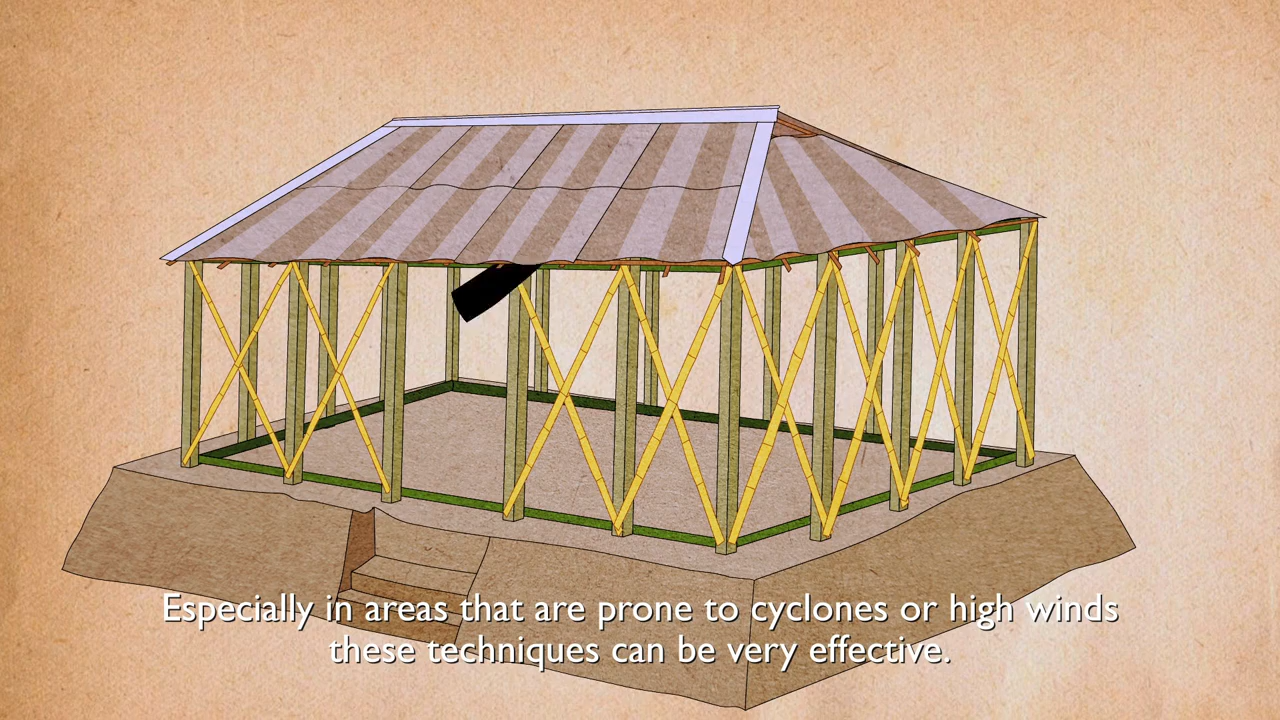 Especially in areas that are prone to cyclones or high winds
these techniques can be very effective.